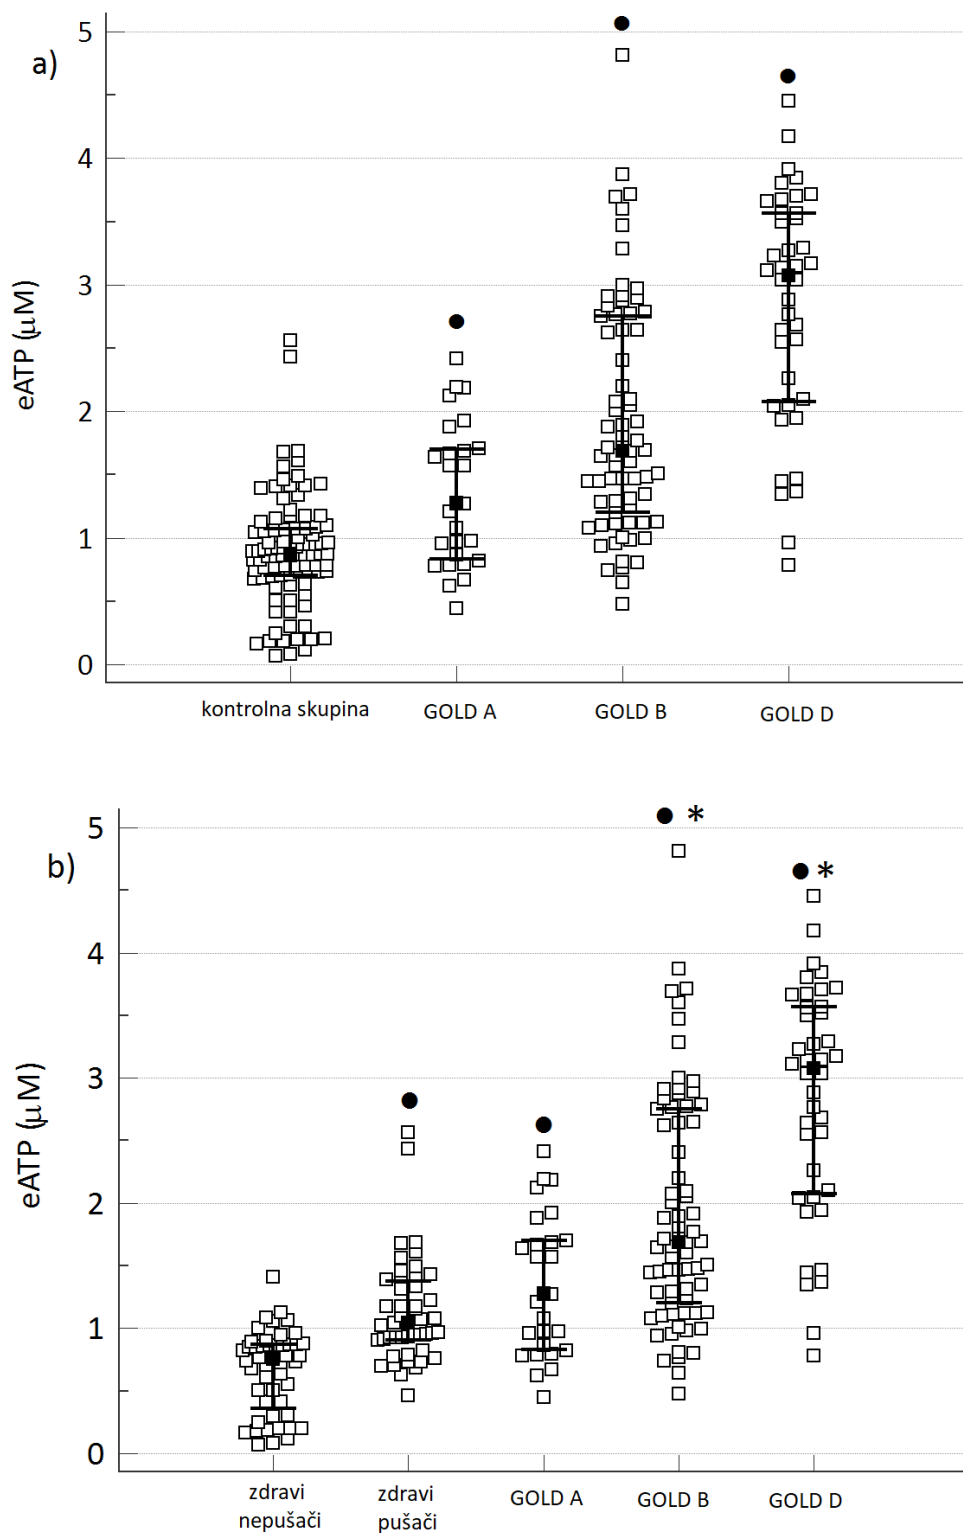 a)
eATP (μM)
5
4
3
2
1
0
kontrolna skupina
GOLD A
GOLD B
GOLD D
b)
eATP (μM)
* *
5
4
3
2
1
0
zdravi
nepušači
zdravi
pušači
GOLD A
GOLD B
GOLD D